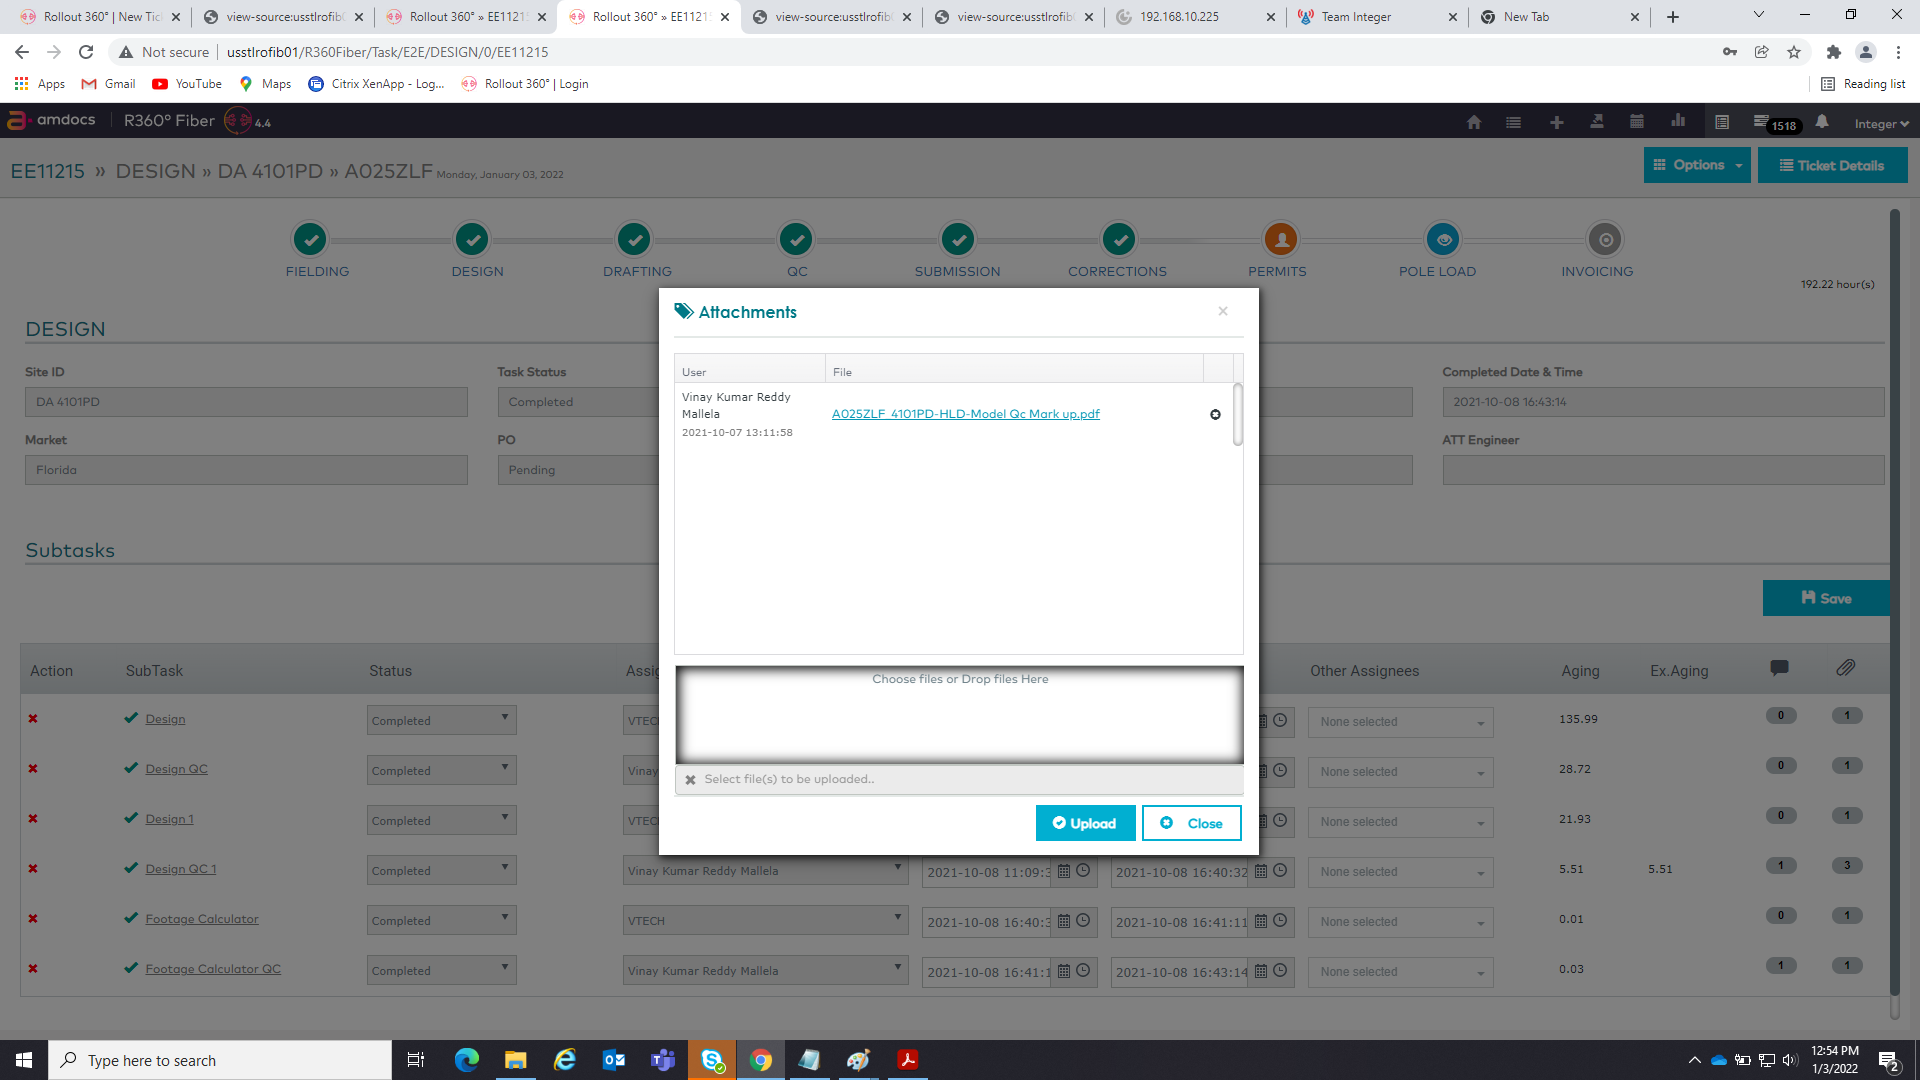 Rollout 360° | New Tic
view-source:usstlrofib
Rollout 360° » EE1121
Rollout 360° » EE1121
view-source:usstlrofib
view-source:usstlrofib
192.168.10.225
Team Integer
New Tab
Not secure
usstlrofib01/R360Fiber/Task/E2E/DESIGN/0/EE11215
Apps
Gmail
YouTube
Maps
Citrix XenApp - Log...
Rollout 360° | Login
Reading list
amdocs
R360° Fiber
4.4
1518
Integer
EE11215 » DESIGN » DA 4101PD » A025ZLF Monday, January 03, 2022
Options
Ticket Details
FIELDING
DESIGN
DRAFTING
QC
SUBMISSION
CORRECTIONS
PERMITS
POLE LOAD
INVOICING
192.22 hour(s)
DESIGN
Site ID
DA 4101PD
Task Status
Completed
Completed Date & Time
2021-10-08 16:43:14
Market
Florida
PO
Pending
ATT Engineer
Attachments
×
User
File
Vinay Kumar Reddy
Mallela
2021-10-07 13:11:58
A025ZLF_4101PD-HLD-Model Qc Mark up.pdf
Choose files or Drop files Here
Select file(s) to be uploaded..
Upload
Close
Subtasks
Save
Action SubTask Status Assig Other Assignees Aging Ex.Aging
Design Completed VTEC None selected 135.99 0 1
Design QC Completed Vinay None selected 28.72 0 1
Design 1 Completed VTEC None selected 21.93 0 1
Design QC 1 Completed Vinay Kumar Reddy Mallela 2021-10-08 11:09:3 2021-10-08 16:40:32 None selected 5.51 5.51 1 3
Footage Calculator Completed VTECH 2021-10-08 16:40:3 2021-10-08 16:41:11 None selected 0.01 0 1
Footage Calculator QC Completed Vinay Kumar Reddy Mallela 2021-10-08 16:41:1 2021-10-08 16:43:14 None selected 0.03 1 1
Type here to search
12:54 PM
1/3/2022
2